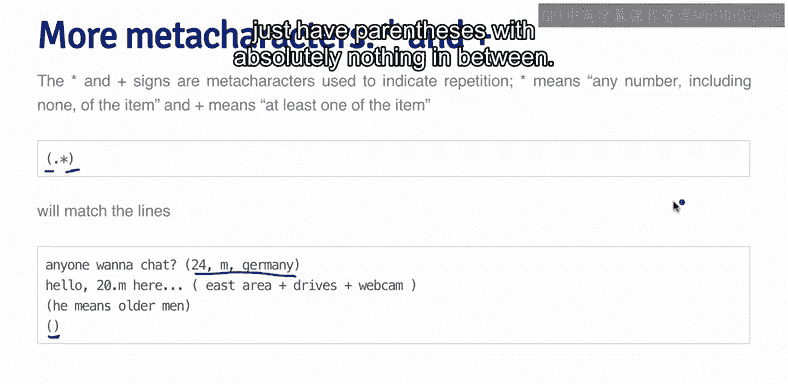 More metacharacters: * and +
just have parentheses with
absolutely nothing in between.
The * and + signs are metacharacters used to indicate repetition; * means “any number, including
none, of the item” and + means “at least one of the item”
(.*)
will match the lines
anyone wanna chat? (24, m, germany)
hello, 20.m here... ( east area + drives + webcam )
(he means older men)
()